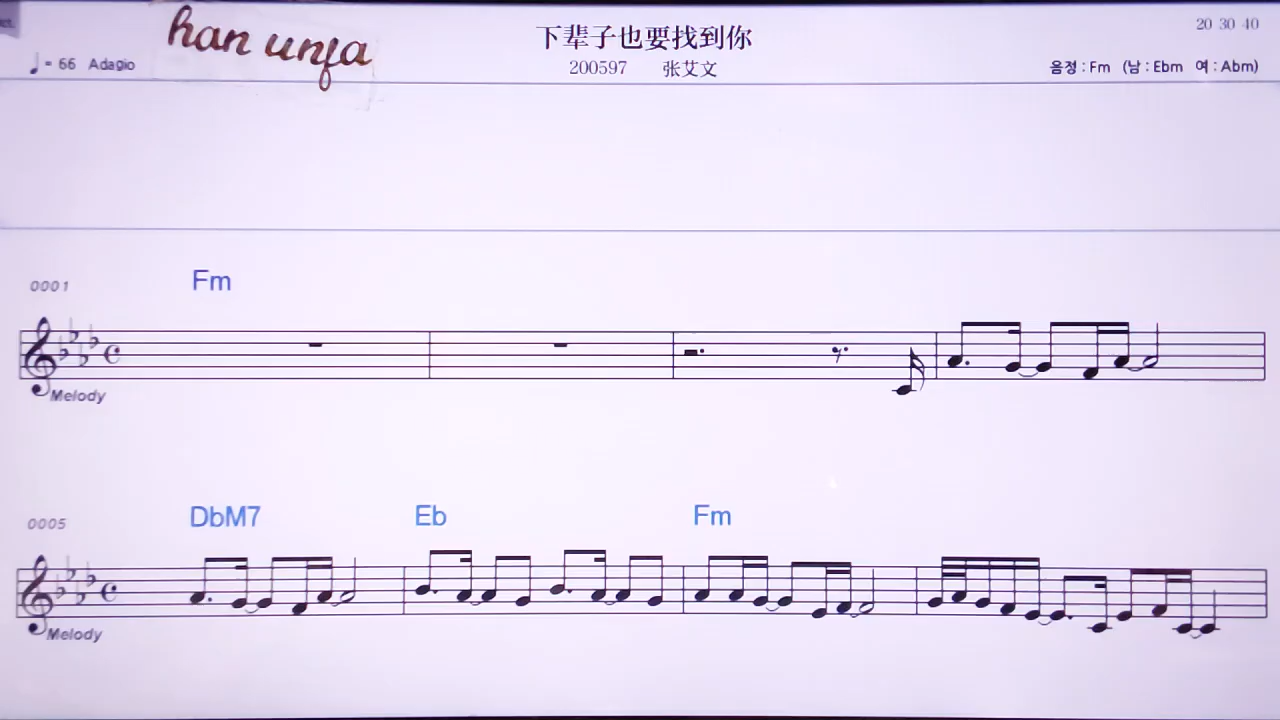 han unfa
下辈子也要找到你
20 30 40
♩= 66 Adagio
200597 张艾文
음정 : Fm (남 : Ebm 여 : Abm)
0001 Fm
Melody
0005 DbM7 Eb Fm
Melody